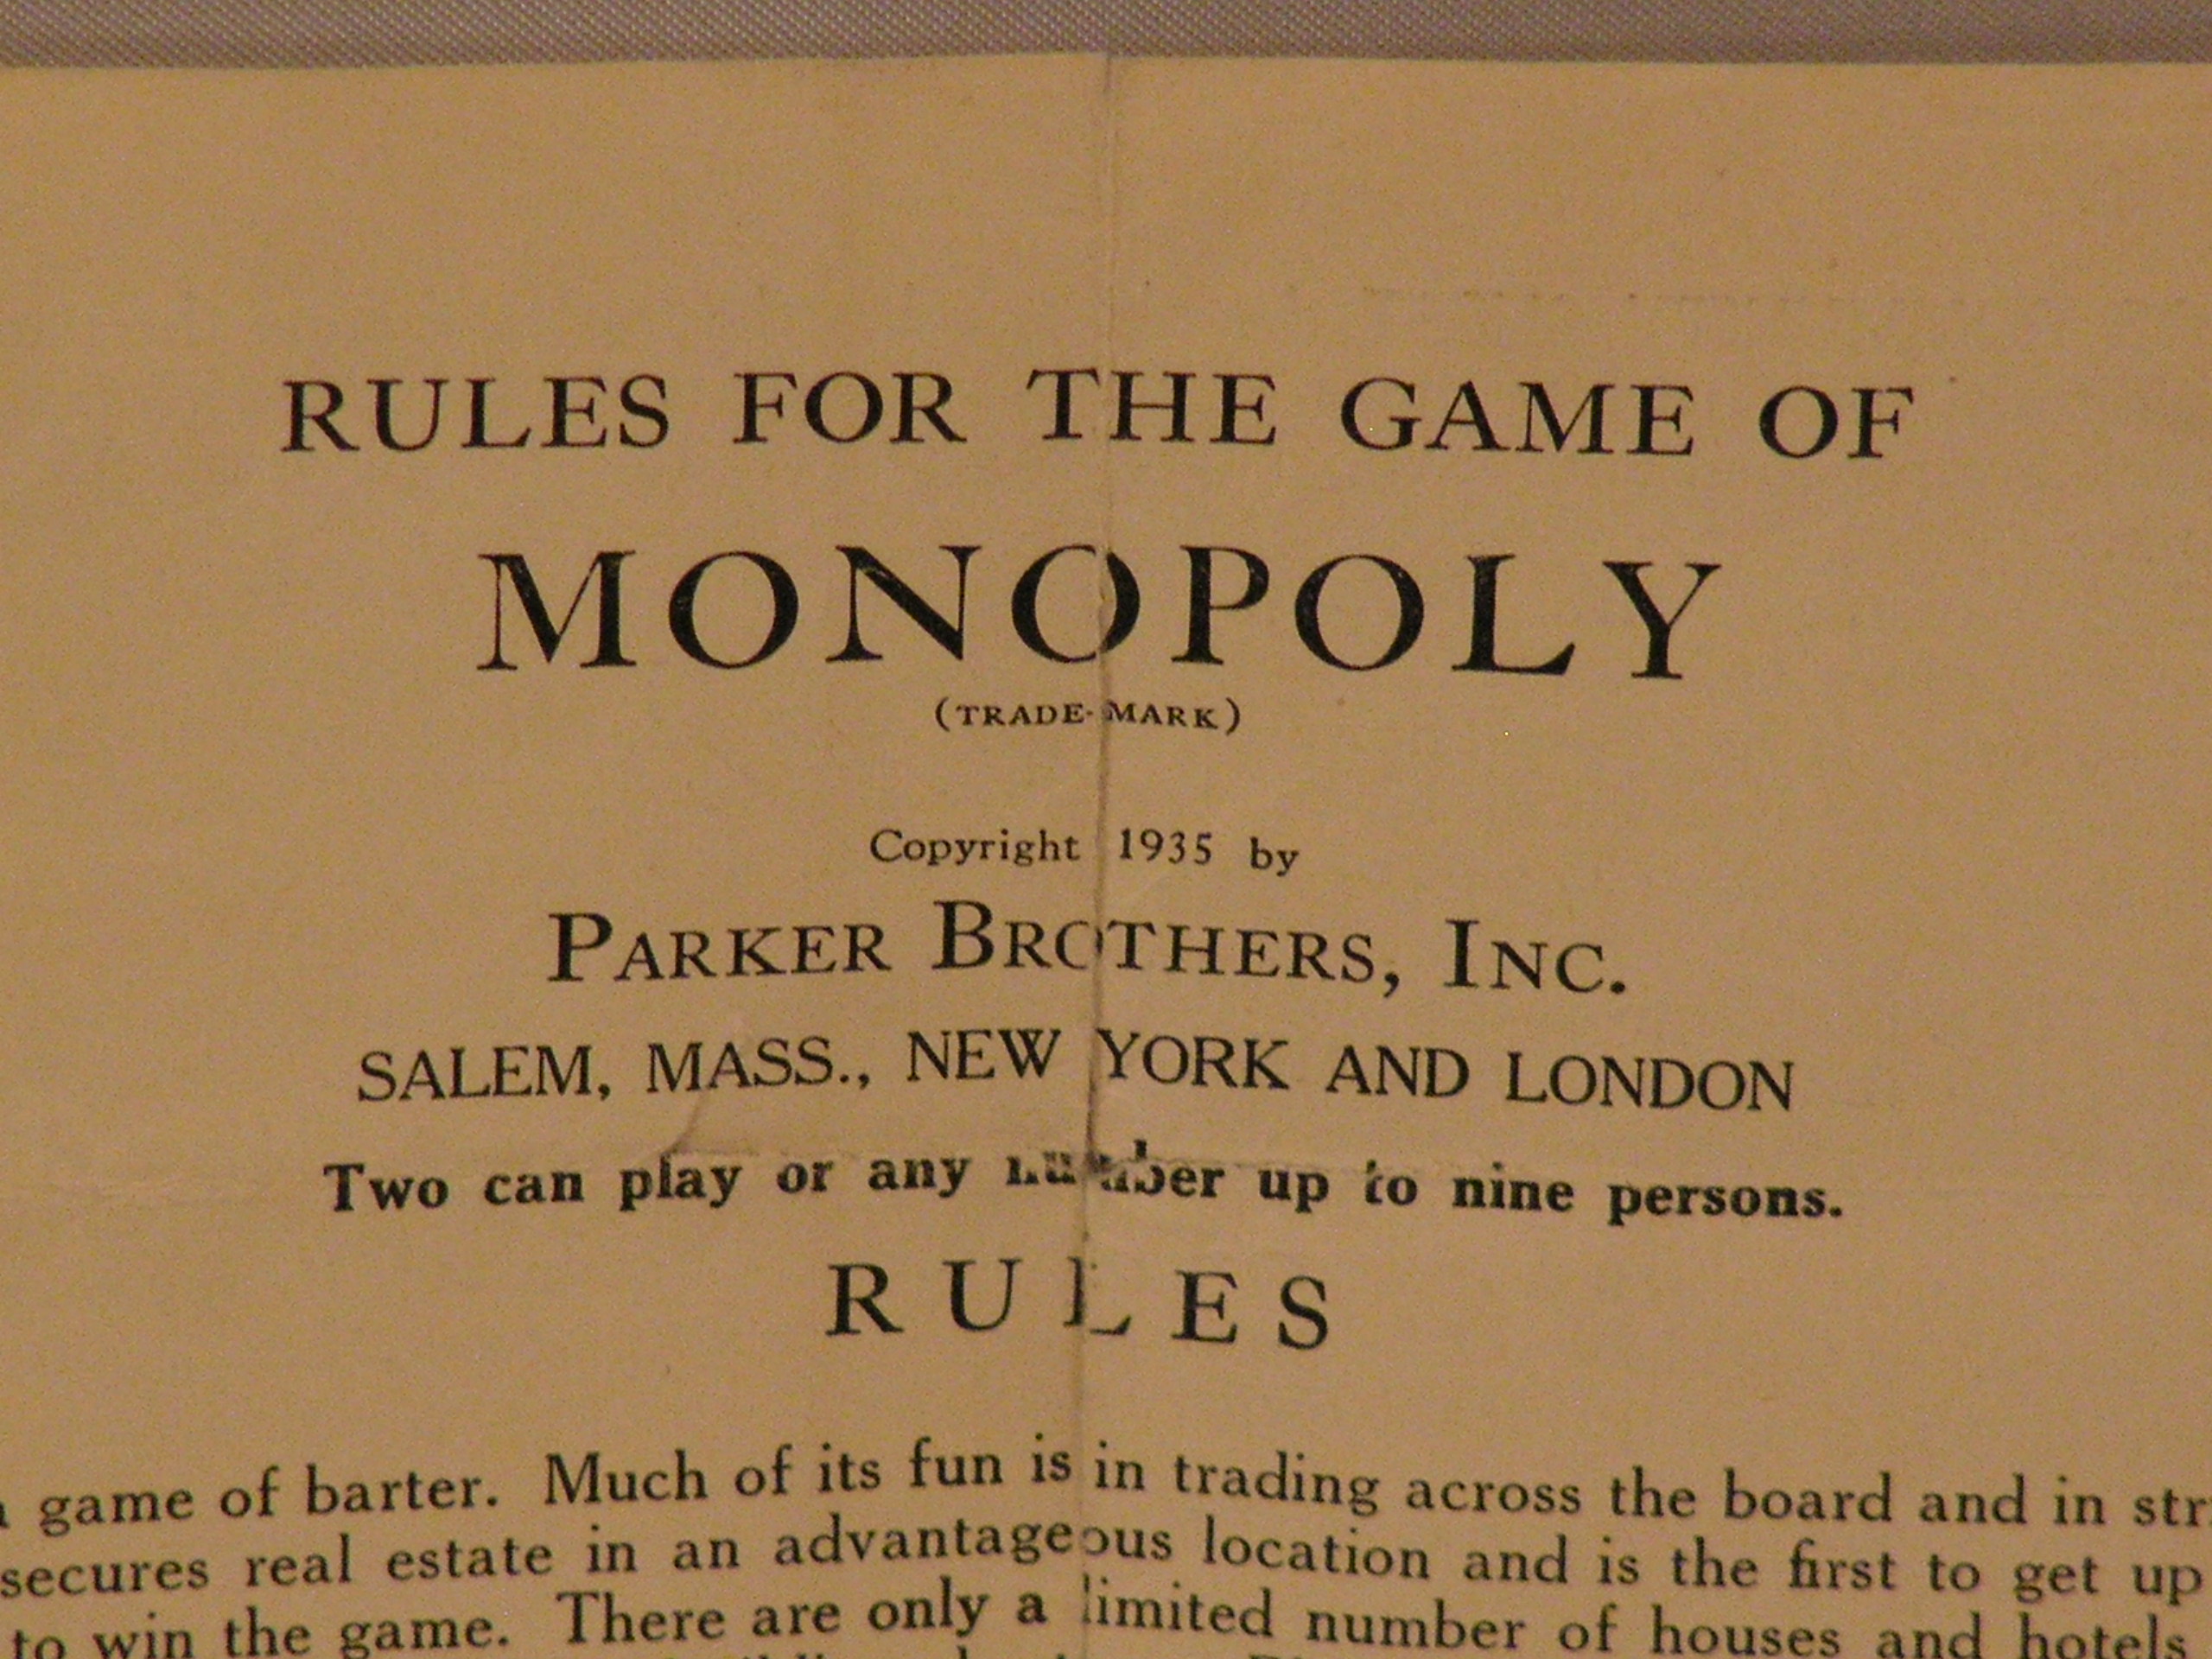 RULES FOR THE GAME OF
MONOPOLY
(TRADE-MARK)
Copyright 1935 by
PARKER BROTHERS, INC.
SALEM, MASS., NEW YORK AND LONDON
Two can play or any number up to nine persons.
RULES
game of barter. Much of its fun is in trading across the board and in
secures real estate in an advantageous location and is the first to get up
to win the game. There are only a limited number of houses and hotels